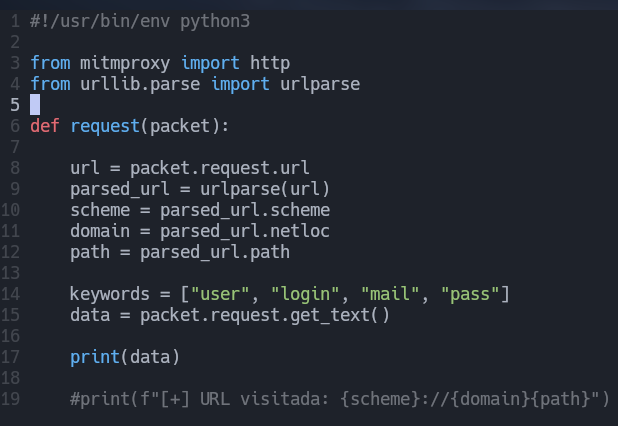 1 #!/usr/bin/env python3
2
3 from mitmproxy import http
4 from urllib.parse import urlparse
5
6 def request(packet):
7
8     url = packet.request.url
9     parsed_url = urlparse(url)
10     scheme = parsed_url.scheme
11     domain = parsed_url.netloc
12     path = parsed_url.path
13
14     keywords = ["user", "login", "mail", "pass"]
15     data = packet.request.get_text()
16
17     print(data)
18
19     #print(f"[+] URL visitada: {scheme}://{domain}{path}")